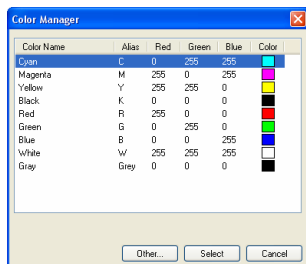 Color Manager
Color Name Alias Red Green Blue Color
Cyan C 0 255 255
Magenta M 255 0 255
Yellow Y 255 255 0
Black K 0 0 0
Red R 255 0 0
Green G 0 255 0
Blue B 0 0 255
White W 255 255 255
Gray Grey 0 0 0
Other... Select Cancel